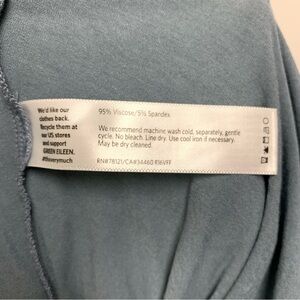 We'd like our
clothes back.
Recycle them at
our US stores
and support
GREEN EILEEN.
#theverymuch
95% Viscose/5% Spandex
We recommend machine wash cold, separately, gentle
cycle. No bleach. Line dry. Use cool iron if necessary.
May be dry cleaned.
RN#78121/CA#34460 R16VFF